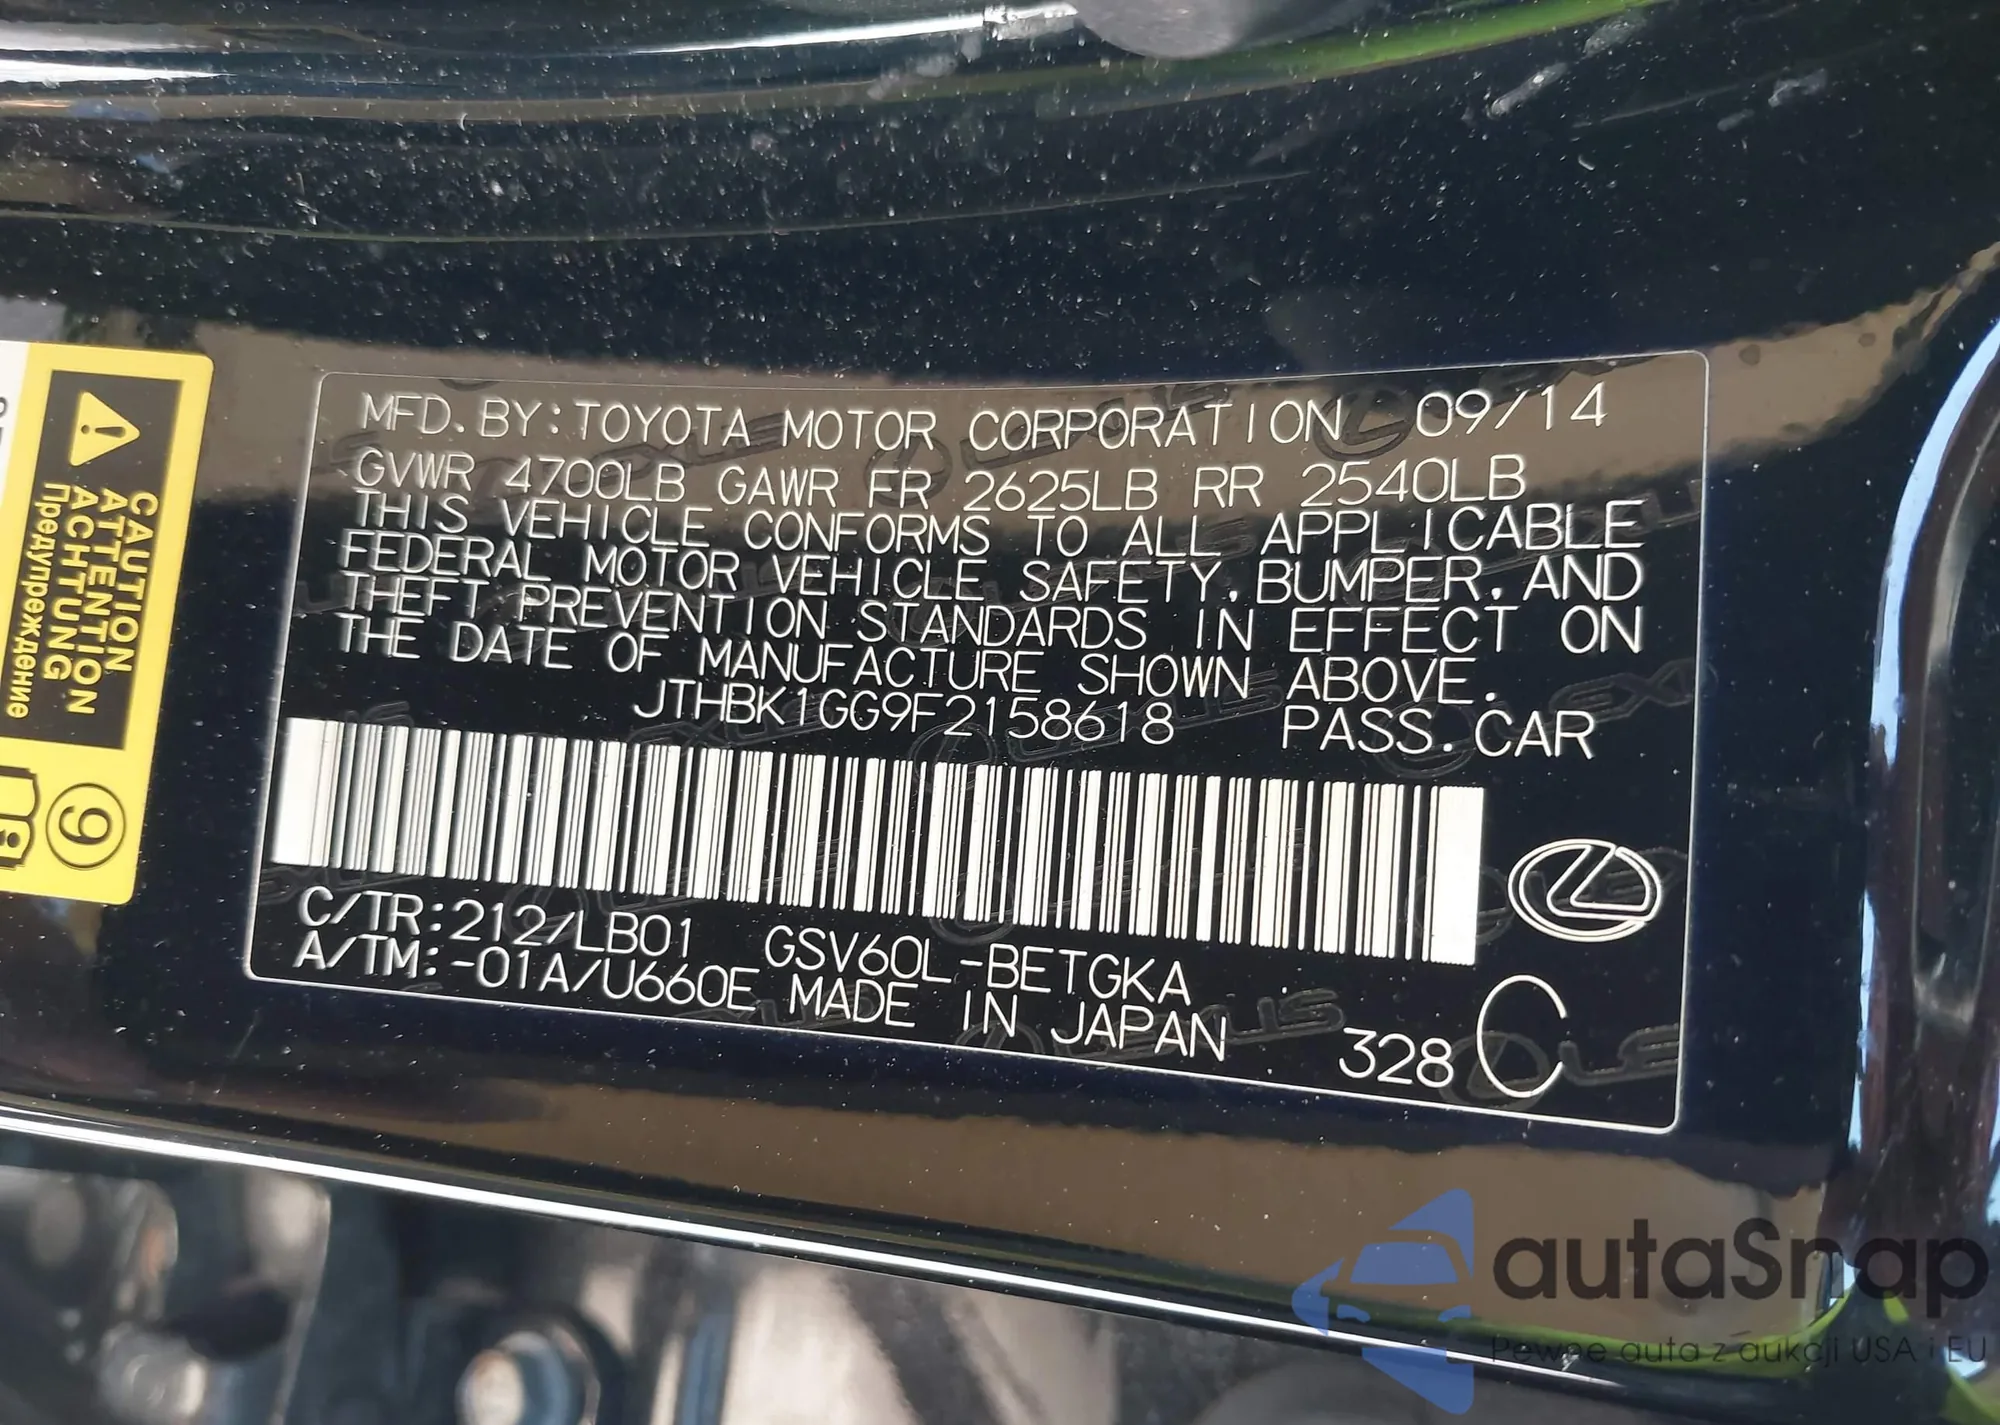 MFD. BY: TOYOTA MOTOR CORPORATION 09/14
GVWR 4700LB GAWR FR 2625LB RR 2540LB
THIS VEHICLE CONFORMS TO ALL APPLICABLE
FEDERAL MOTOR VEHICLE SAFETY, BUMPER, AND
THEFT PREVENTION STANDARDS IN EFFECT ON
THE DATE OF MANUFACTURE SHOWN ABOVE.
JTHBK1GG9F2158618 PASS. CAR
C/TR: 212/LB01 GSV60L-BETGKA
A/TM: -01A/U660E MADE IN JAPAN 328 C
CAUTION
ATTENTION
ACHTUNG
Предупреждение
9
autaSnap
Pewne auta z aukcji USA i EU